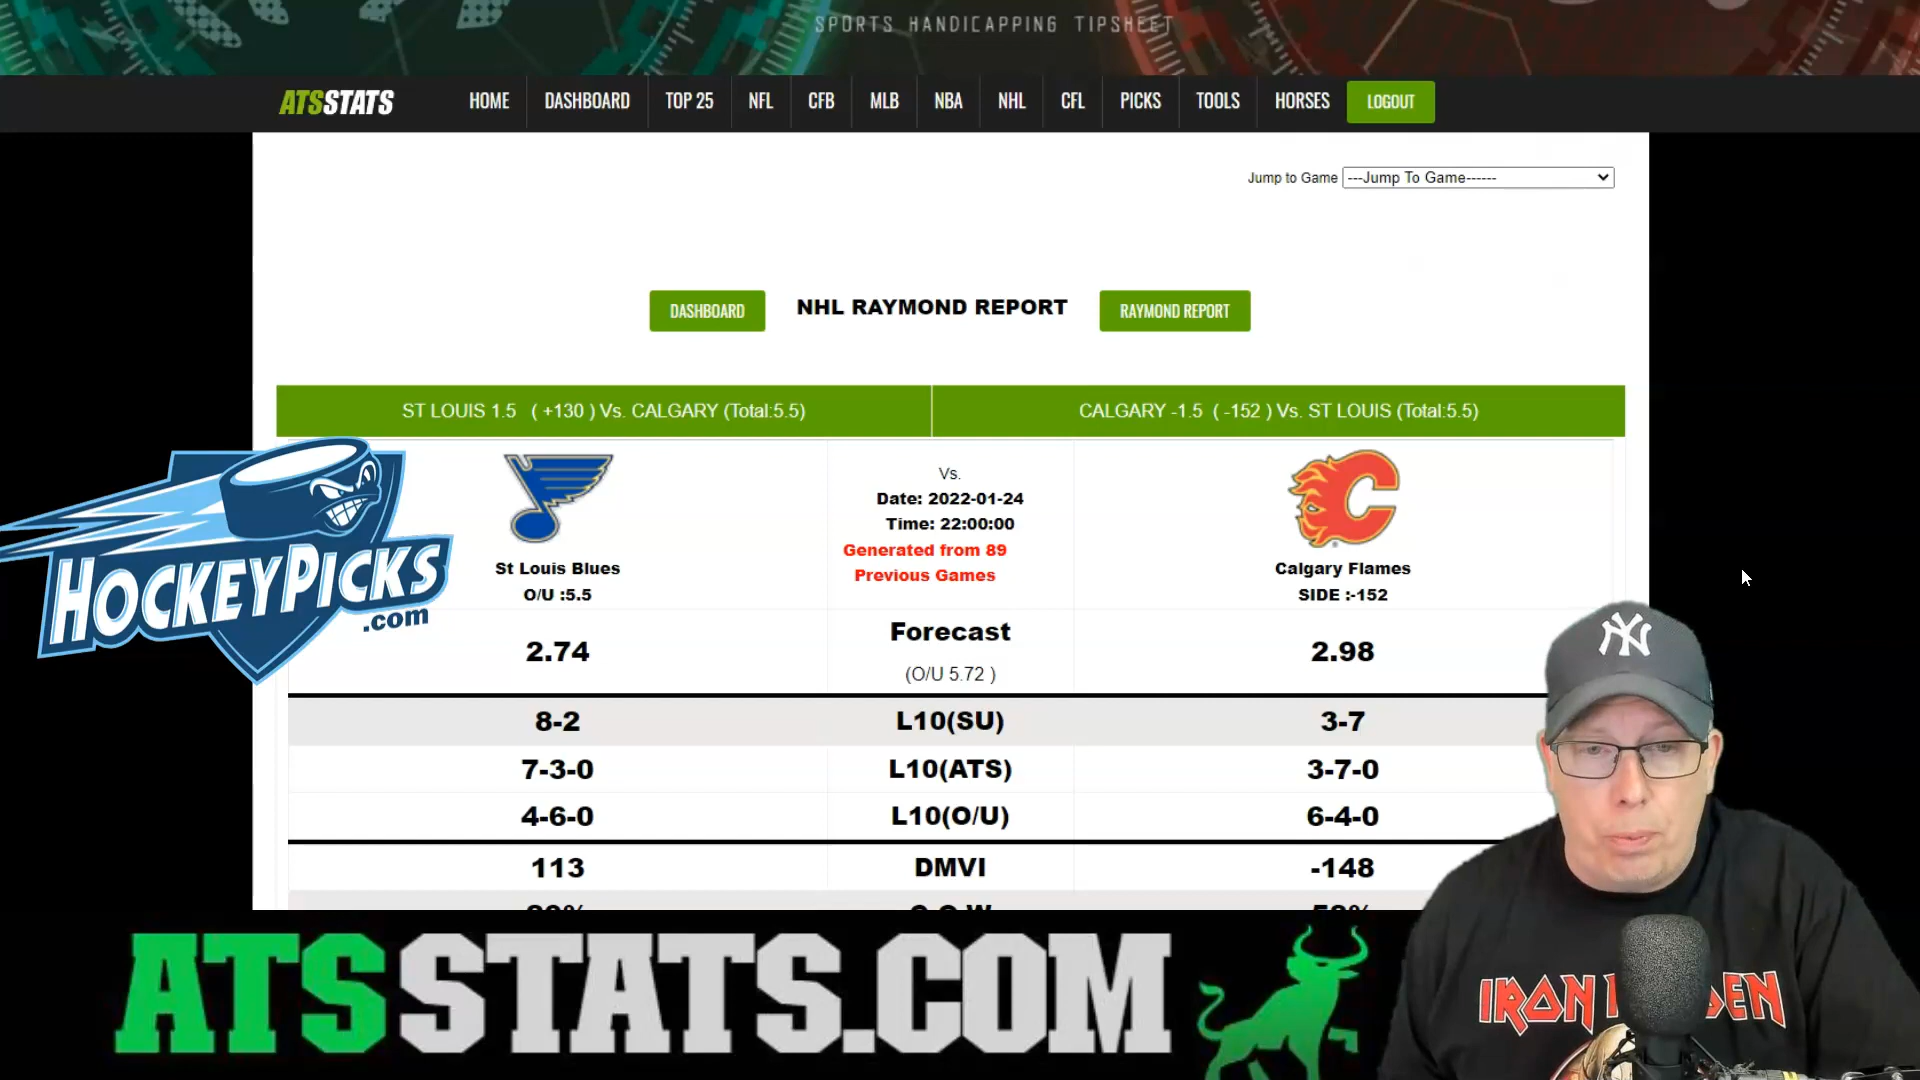 SPORTS HANDICAPPING TIPSHEET
ATSSTATS HOME DASHBOARD TOP 25 NFL CFB MLB NBA NHL CFL PICKS TOOLS HORSES LOGOUT
Jump to Game ---Jump To Game------
DASHBOARD NHL RAYMOND REPORT RAYMOND REPORT
ST LOUIS 1.5 ( +130 ) Vs. CALGARY (Total:5.5) CALGARY -1.5 ( -152 ) Vs. ST LOUIS (Total:5.5)
Vs.
Date: 2022-01-24
Time: 22:00:00
Generated from 89
Previous Games
St Louis Blues
O/U :5.5
Calgary Flames
SIDE :-152
HOCKEYPICKS
.com
2.74 Forecast 2.98
(O/U 5.72 )
8-2 L10(SU) 3-7
7-3-0 L10(ATS) 3-7-0
4-6-0 L10(O/U) 6-4-0
113 DMVI -148
NY
ATSSTATS.COM